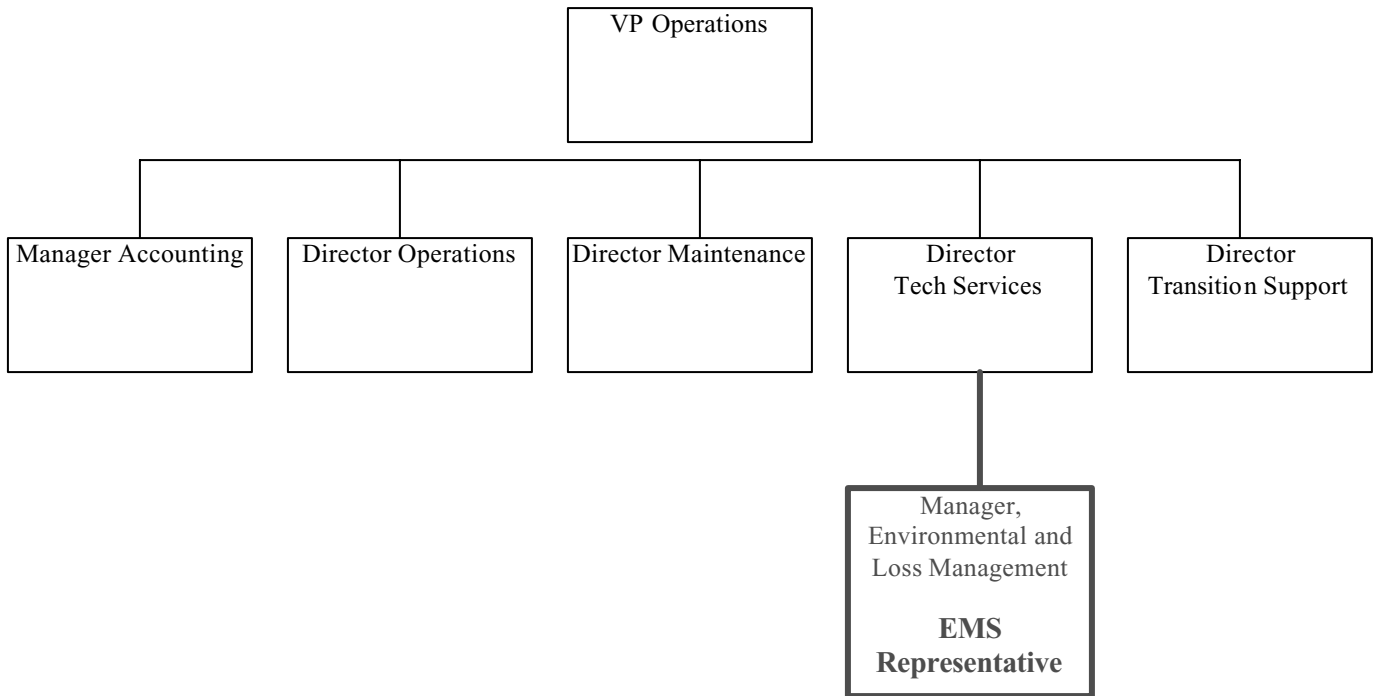 VP Operations
Manager Accounting
Director Operations
Director Maintenance
Director
Tech Services
Director
Transition Support
Manager,
Environmental and
Loss Management
EMS
Representative